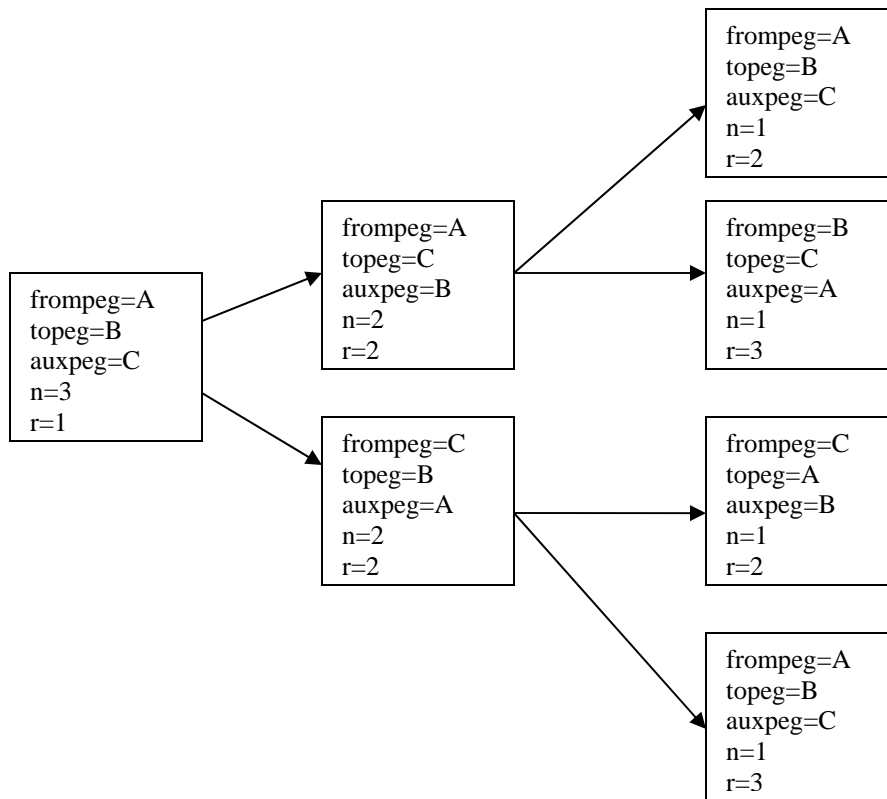 frompeg=A
topeg=B
auxpeg=C
n=3
r=1
frompeg=A
topeg=C
auxpeg=B
n=2
r=2
frompeg=C
topeg=B
auxpeg=A
n=2
r=2
frompeg=A
topeg=B
auxpeg=C
n=1
r=2
frompeg=B
topeg=C
auxpeg=A
n=1
r=3
frompeg=C
topeg=A
auxpeg=B
n=1
r=2
frompeg=A
topeg=B
auxpeg=C
n=1
r=3